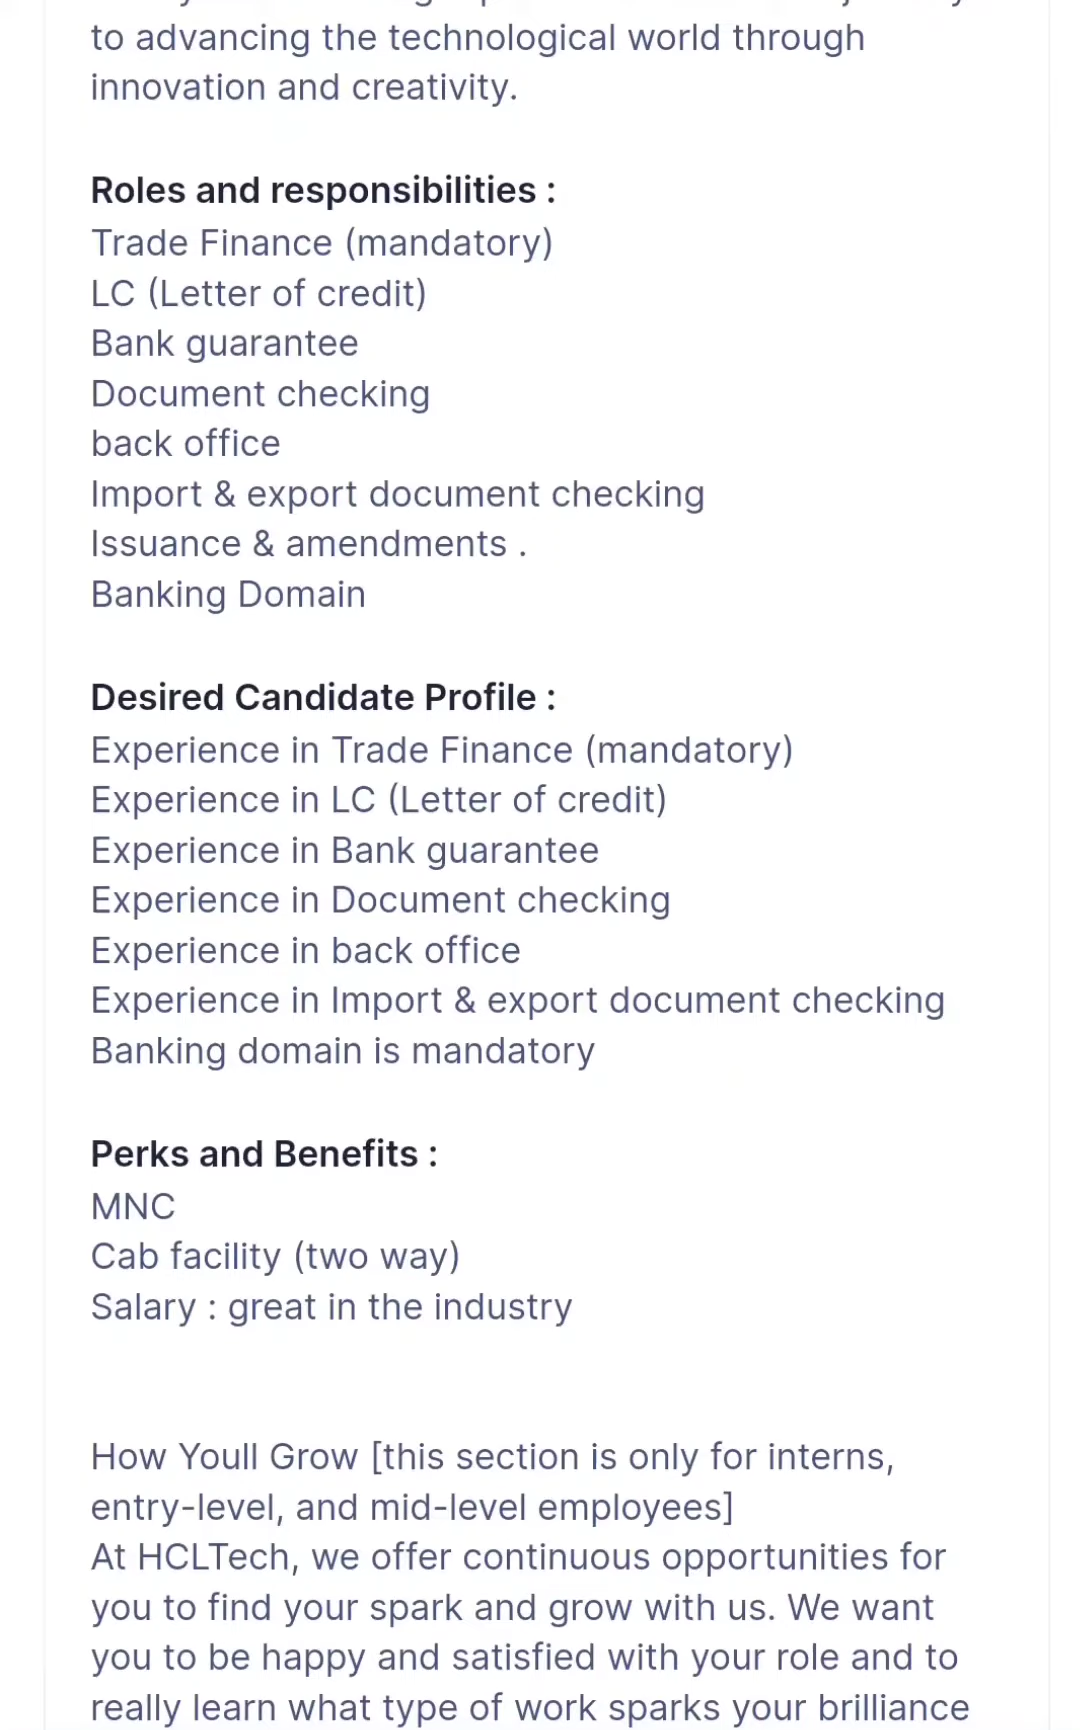 to advancing the technological world through
innovation and creativity.
Roles and responsibilities :
Trade Finance (mandatory)
LC (Letter of credit)
Bank guarantee
Document checking
back office
Import & export document checking
Issuance & amendments .
Banking Domain
Desired Candidate Profile :
Experience in Trade Finance (mandatory)
Experience in LC (Letter of credit)
Experience in Bank guarantee
Experience in Document checking
Experience in back office
Experience in Import & export document checking
Banking domain is mandatory
Perks and Benefits :
MNC
Cab facility (two way)
Salary : great in the industry
How Youll Grow [this section is only for interns,
entry-level, and mid-level employees]
At HCLTech, we offer continuous opportunities for
you to find your spark and grow with us. We want
you to be happy and satisfied with your role and to
really learn what type of work sparks your brilliance